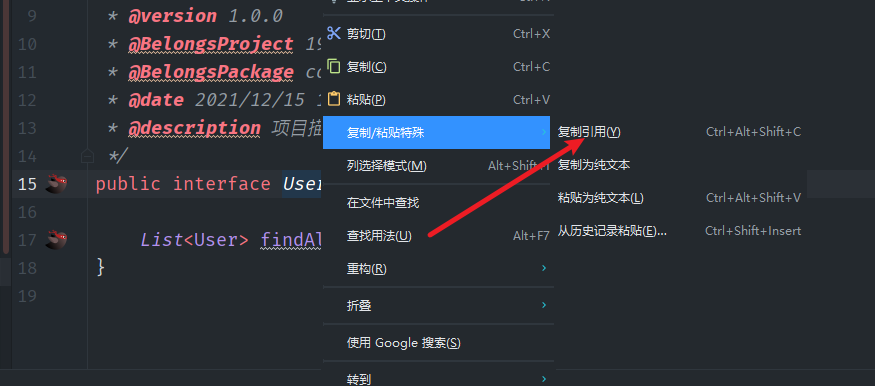 9 * @version 1.0.0
10 * @BelongsProject 19
11 * @BelongsPackage co
12 * @date 2021/12/15 1
13 * @description 项目描
14 */
15 public interface User
16
17 List<User> findAl
18 }
19
剪切(T) Ctrl+X
复制(C) Ctrl+C
粘贴(P) Ctrl+V
复制/粘贴特殊
列选择模式(M) Alt+Shift+I
在文件中查找
查找用法(U) Alt+F7
重构(R)
折叠
使用 Google 搜索(S)
转到
复制引用(Y) Ctrl+Alt+Shift+C
复制为纯文本
粘贴为纯文本(L) Ctrl+Alt+Shift+V
从历史记录粘贴(E)... Ctrl+Shift+Insert